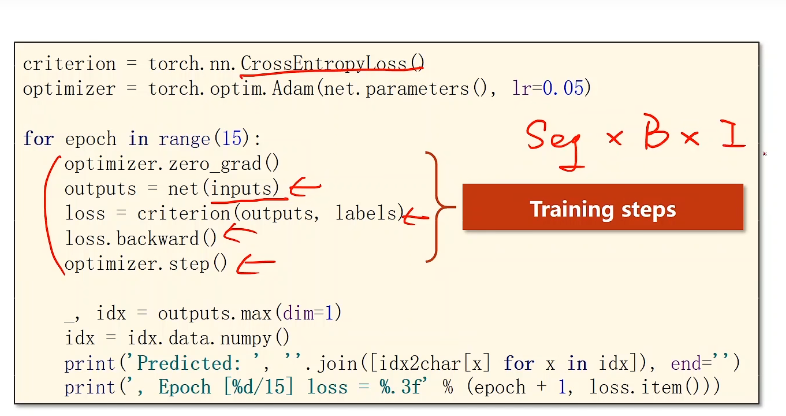 criterion = torch.nn.CrossEntropyLoss()
optimizer = torch.optim.Adam(net.parameters(), lr=0.05)
for epoch in range(15):
    optimizer.zero_grad()
    outputs = net(inputs)
    loss = criterion(outputs, labels)
    loss.backward()
    optimizer.step()
Seq × B × I
Training steps
    _, idx = outputs.max(dim=1)
    idx = idx.data.numpy()
    print('Predicted: ', ''.join([idx2char[x] for x in idx]), end='')
    print(', Epoch [%d/15] loss = %.3f' % (epoch + 1, loss.item()))